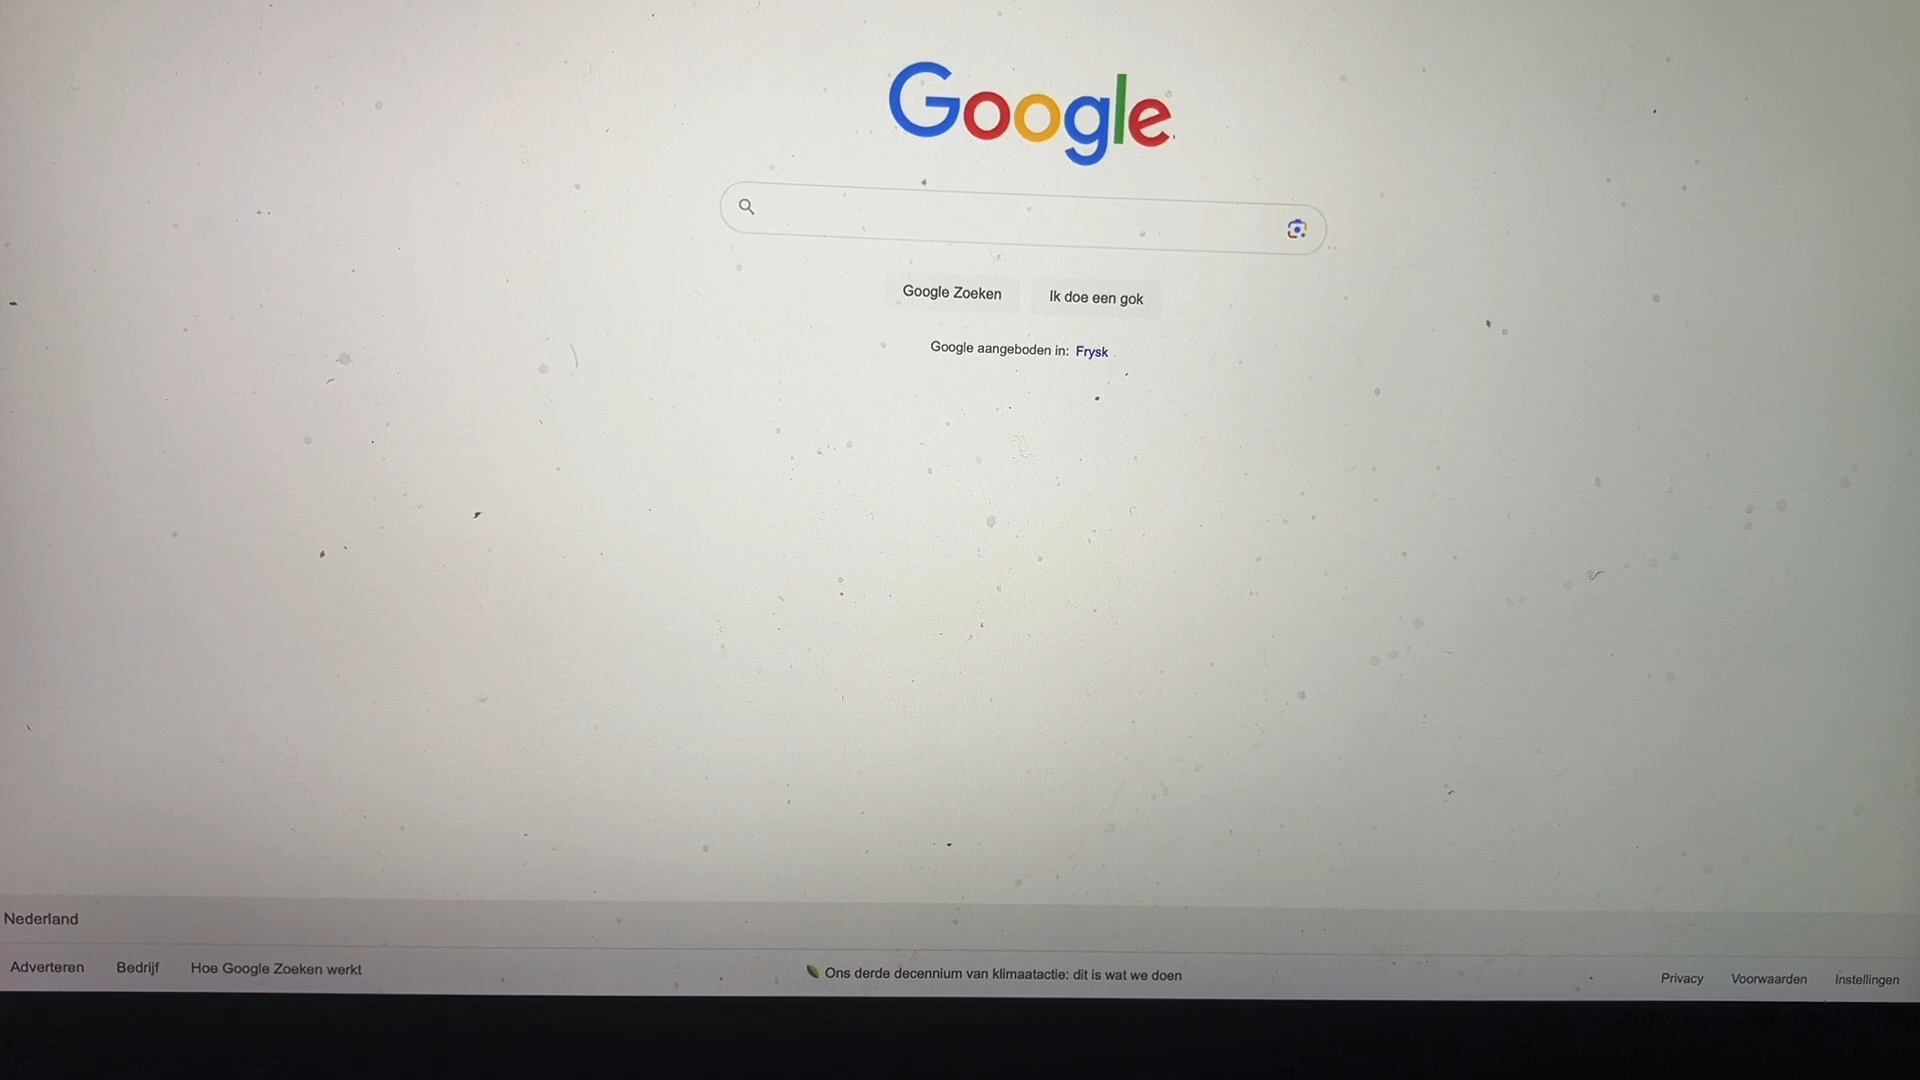 Google
Google Zoeken
Ik doe een gok
Google aangeboden in: Frysk
Nederland
Adverteren Bedrijf Hoe Google Zoeken werkt Ons derde decennium van klimaatactie: dit is wat we doen Privacy Voorwaarden Instellingen